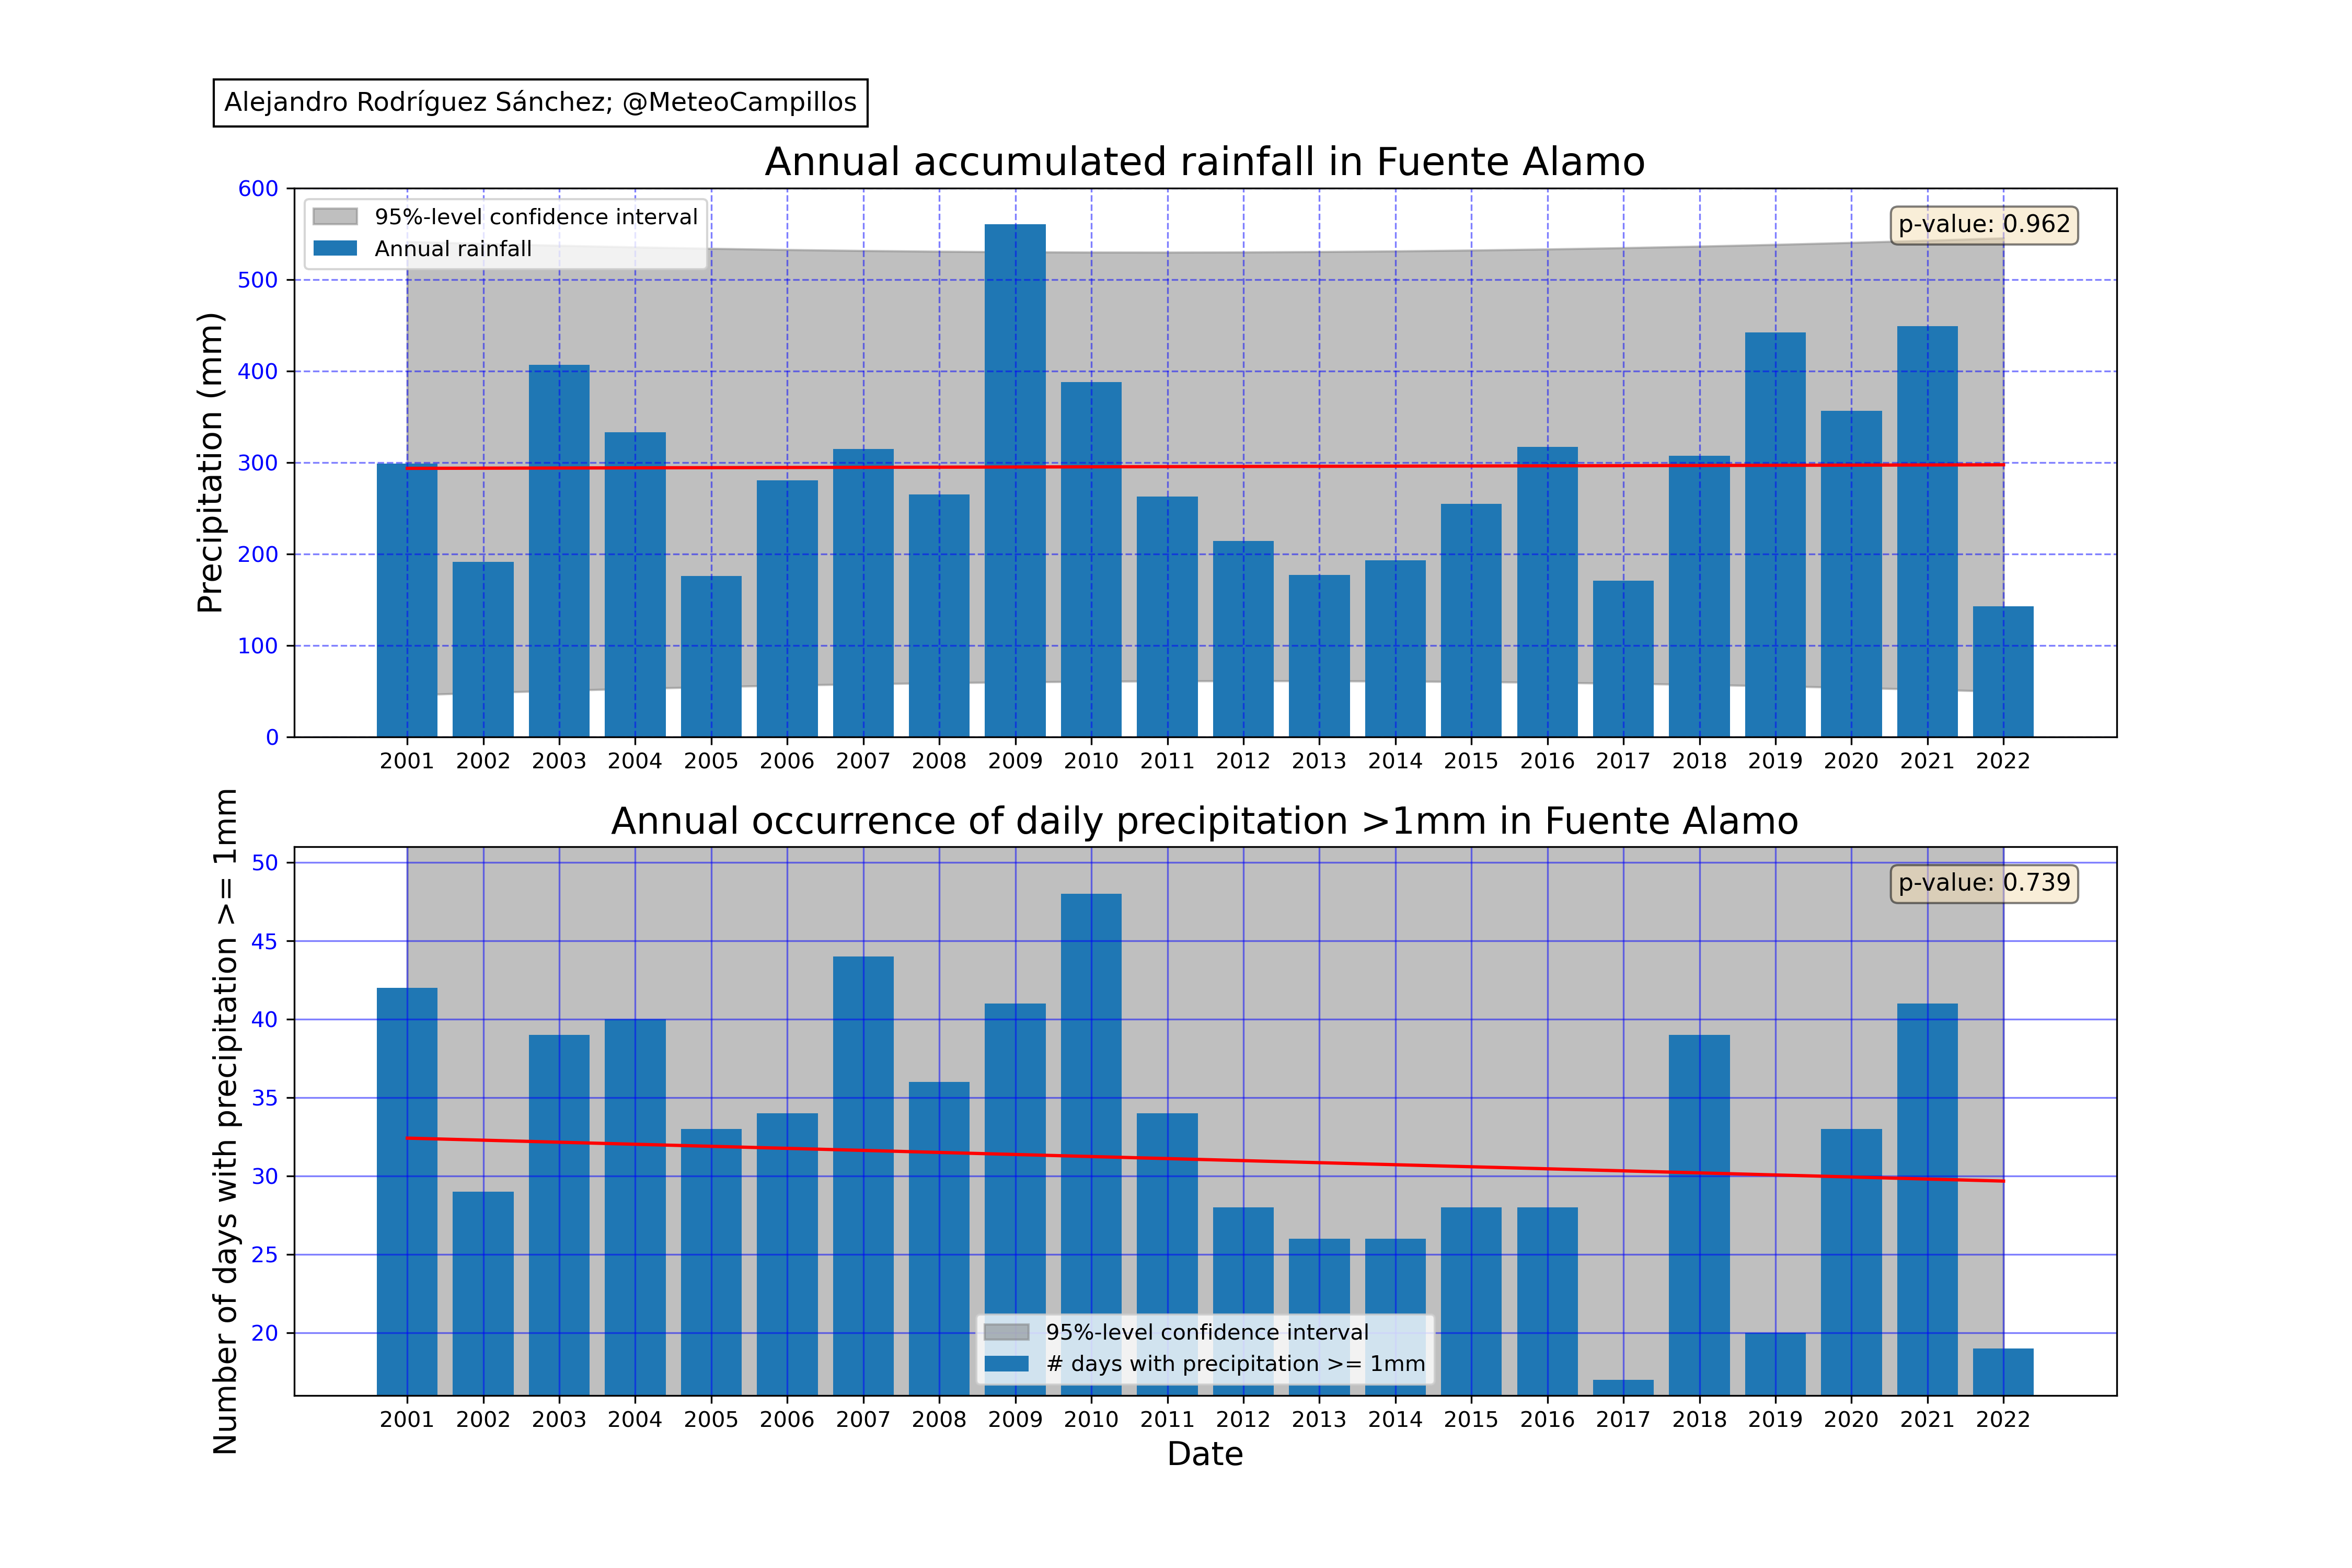 Alejandro Rodríguez Sánchez; @MeteoCampillos
Annual accumulated rainfall in Fuente Alamo
95%-level confidence interval
Annual rainfall
p-value: 0.962
Precipitation (mm)
600
500
400
300
200
100
0
2001 2002 2003 2004 2005 2006 2007 2008 2009 2010 2011 2012 2013 2014 2015 2016 2017 2018 2019 2020 2021 2022
Annual occurrence of daily precipitation >1mm in Fuente Alamo
p-value: 0.739
Number of days with precipitation >= 1mm
50
45
40
35
30
25
20
95%-level confidence interval
# days with precipitation >= 1mm
2001 2002 2003 2004 2005 2006 2007 2008 2009 2010 2011 2012 2013 2014 2015 2016 2017 2018 2019 2020 2021 2022
Date